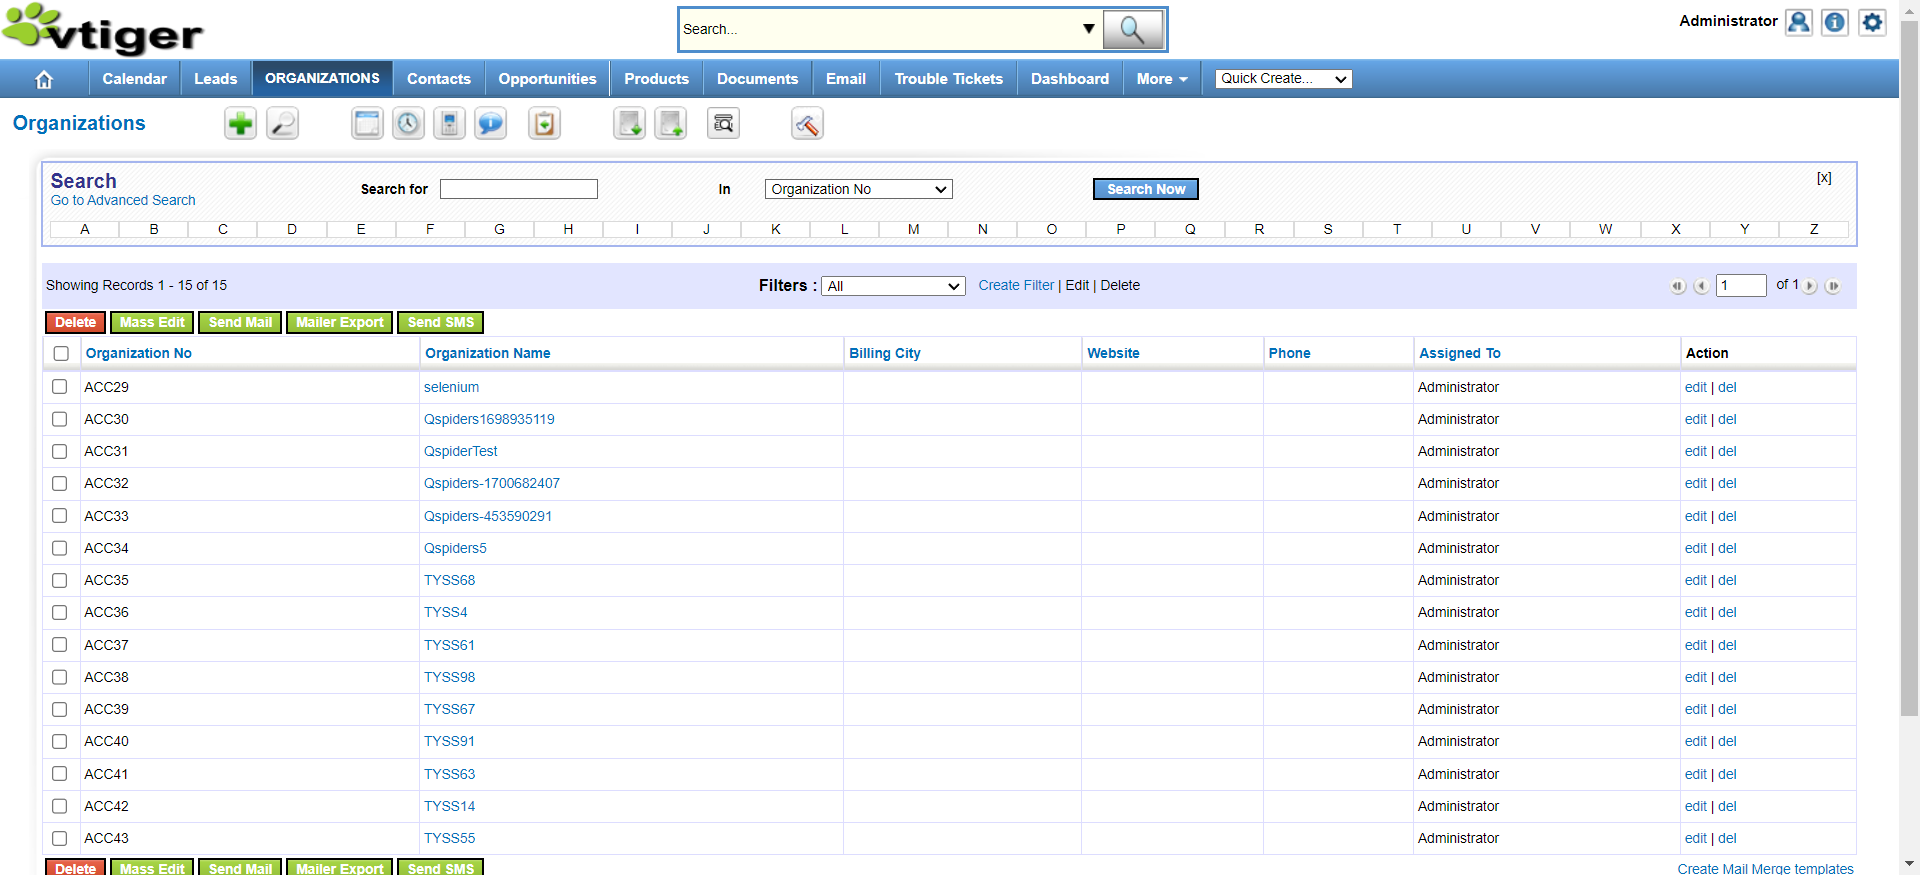 vtiger
Search...
Administrator
Calendar Leads ORGANIZATIONS Contacts Opportunities Products Documents Email Trouble Tickets Dashboard More Quick Create...
Organizations
Search
Go to Advanced Search
Search for In Organization No Search Now [x]
A B C D E F G H I J K L M N O P Q R S T U V W X Y Z
Showing Records 1 - 15 of 15 Filters : All Create Filter | Edit | Delete 1 of 1
Delete Mass Edit Send Mail Mailer Export Send SMS
Organization No Organization Name Billing City Website Phone Assigned To Action
ACC29 selenium Administrator edit | del
ACC30 Qspiders1698935119 Administrator edit | del
ACC31 QspiderTest Administrator edit | del
ACC32 Qspiders-1700682407 Administrator edit | del
ACC33 Qspiders-453590291 Administrator edit | del
ACC34 Qspiders5 Administrator edit | del
ACC35 TYSS68 Administrator edit | del
ACC36 TYSS4 Administrator edit | del
ACC37 TYSS61 Administrator edit | del
ACC38 TYSS98 Administrator edit | del
ACC39 TYSS67 Administrator edit | del
ACC40 TYSS91 Administrator edit | del
ACC41 TYSS63 Administrator edit | del
ACC42 TYSS14 Administrator edit | del
ACC43 TYSS55 Administrator edit | del
Delete Mass Edit Send Mail Mailer Export Send SMS Create Mail Merge templates